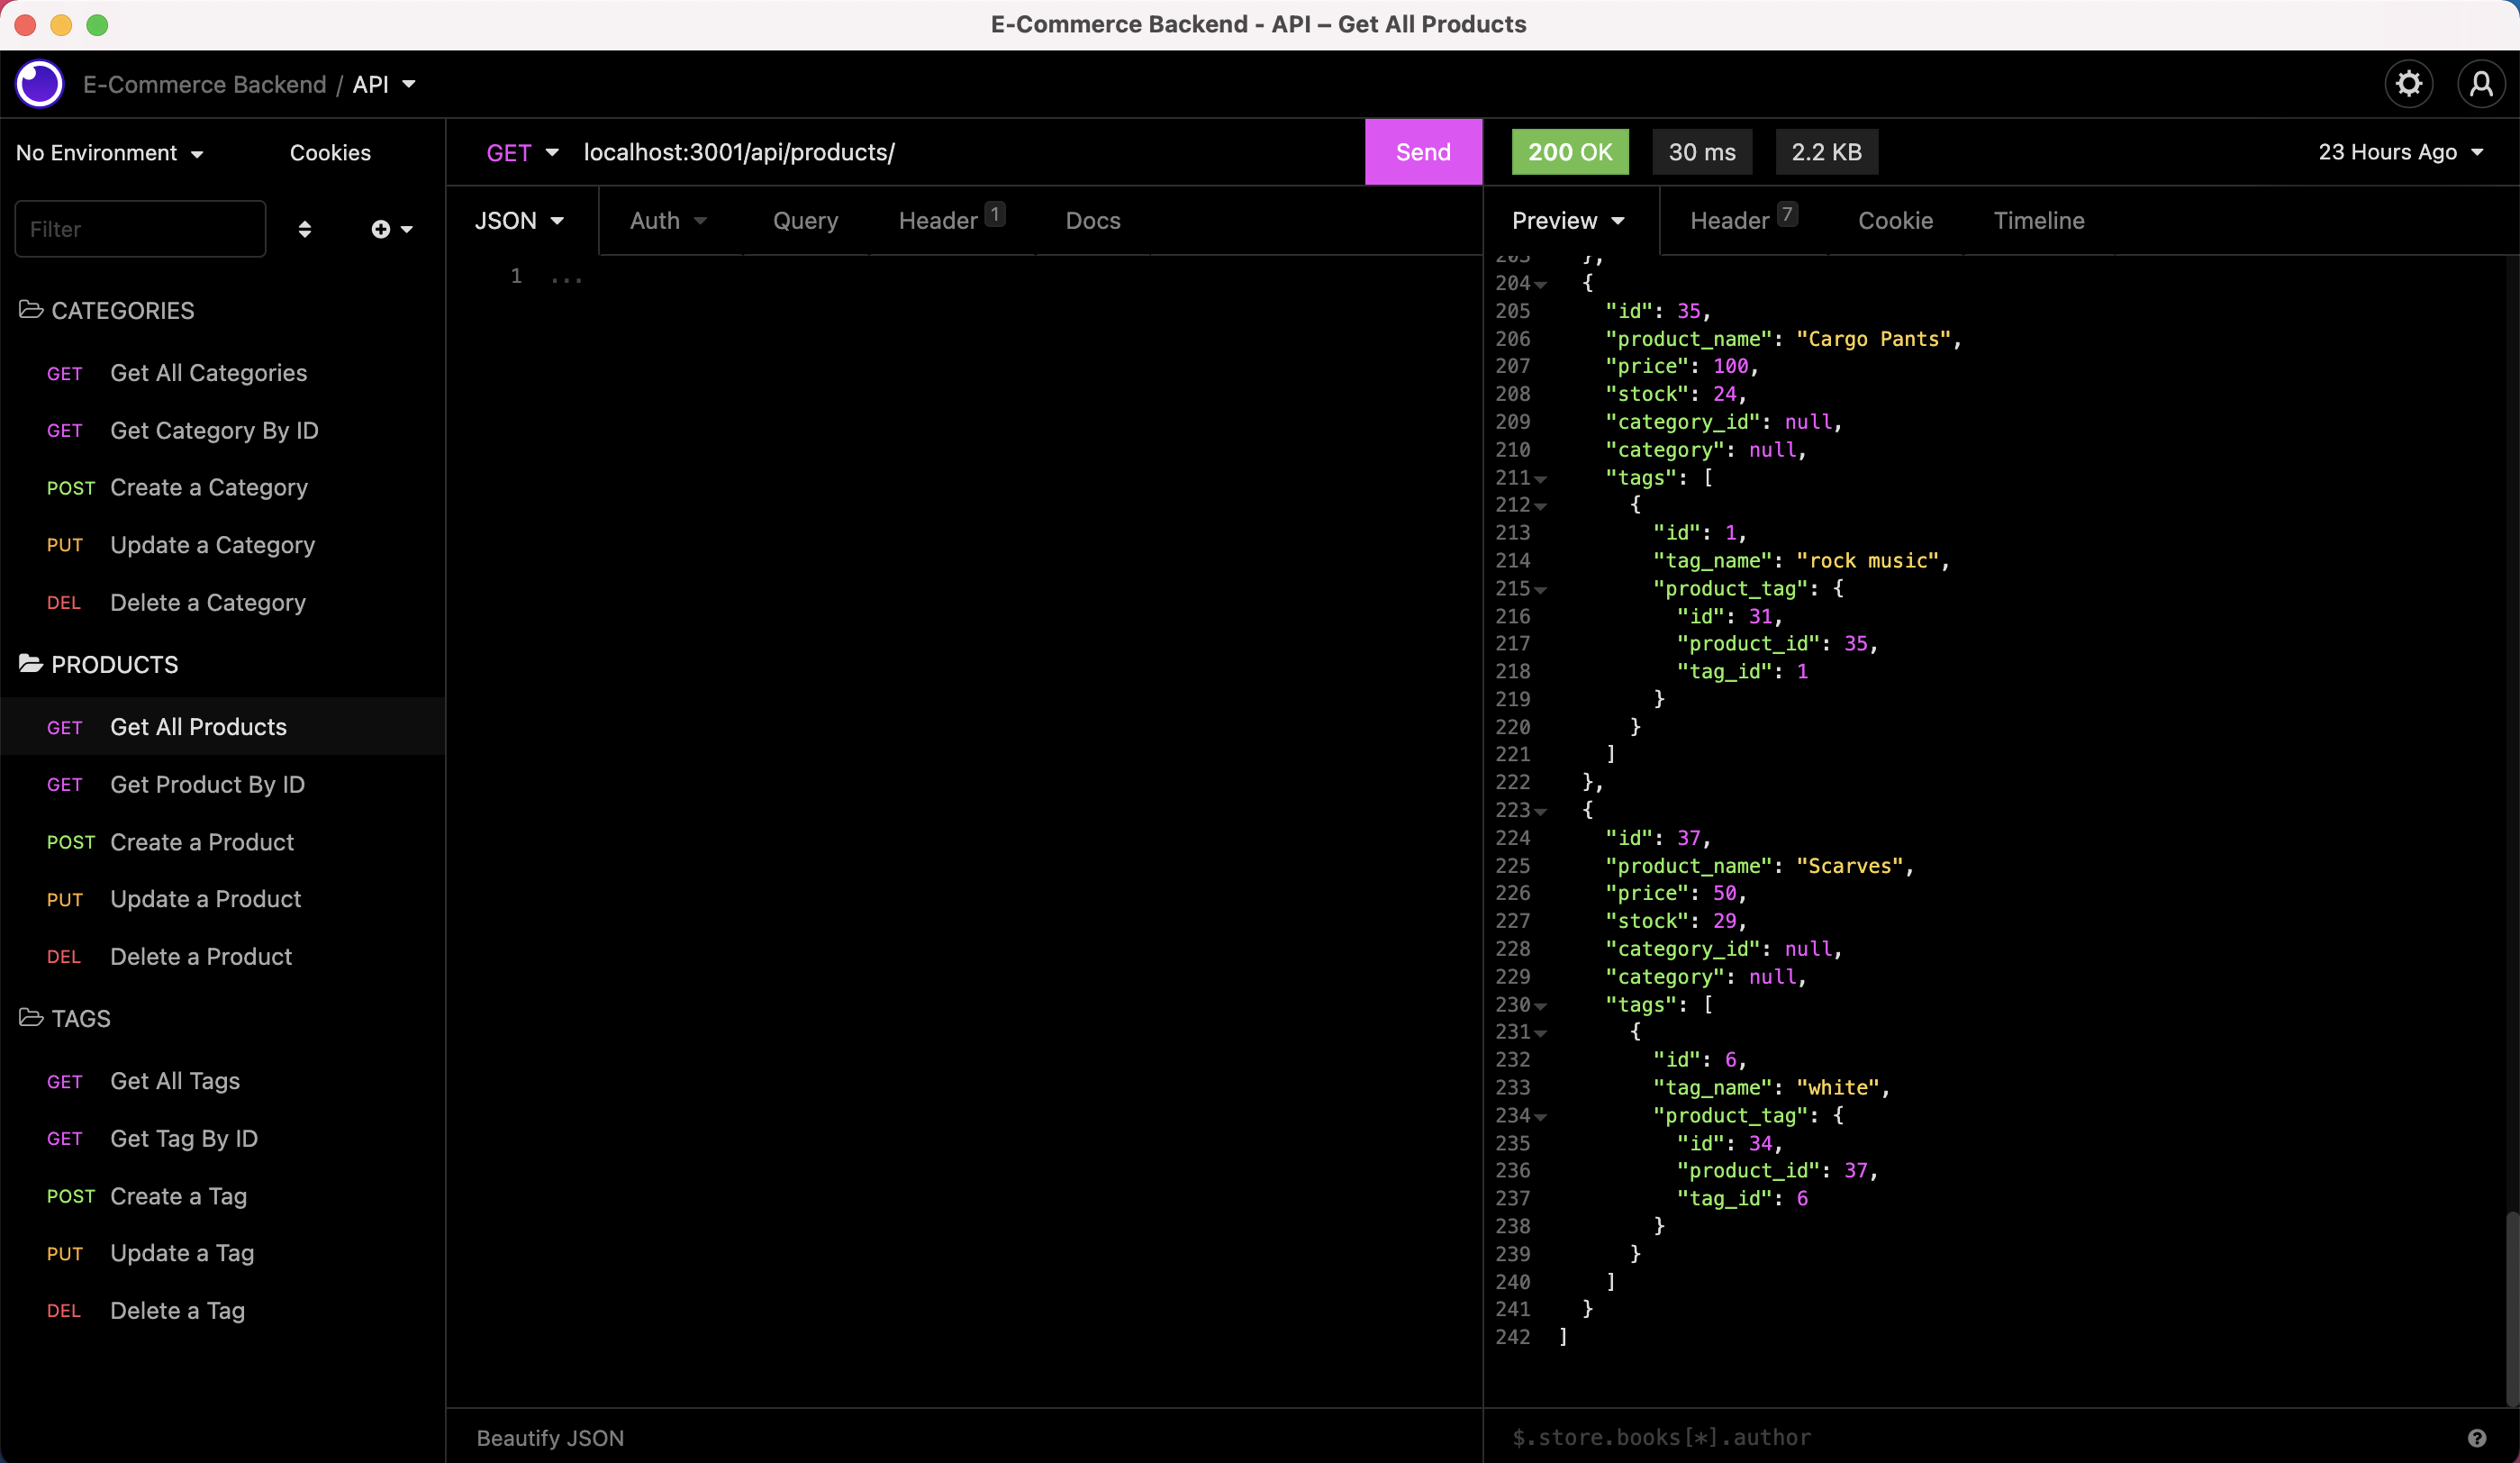 E-Commerce Backend - API – Get All Products
E-Commerce Backend / API
No Environment
Cookies
Filter
CATEGORIES
GET Get All Categories
GET Get Category By ID
POST Create a Category
PUT Update a Category
DEL Delete a Category
PRODUCTS
GET Get All Products
GET Get Product By ID
POST Create a Product
PUT Update a Product
DEL Delete a Product
TAGS
GET Get All Tags
GET Get Tag By ID
POST Create a Tag
PUT Update a Tag
DEL Delete a Tag
GET localhost:3001/api/products/ Send
JSON Auth Query Header 1 Docs
1 ...
Beautify JSON
200 OK 30 ms 2.2 KB 23 Hours Ago
Preview Header 7 Cookie Timeline
203 },
204 {
205 "id": 35,
206 "product_name": "Cargo Pants",
207 "price": 100,
208 "stock": 24,
209 "category_id": null,
210 "category": null,
211 "tags": [
212 {
213 "id": 1,
214 "tag_name": "rock music",
215 "product_tag": {
216 "id": 31,
217 "product_id": 35,
218 "tag_id": 1
219 }
220 }
221 ]
222 },
223 {
224 "id": 37,
225 "product_name": "Scarves",
226 "price": 50,
227 "stock": 29,
228 "category_id": null,
229 "category": null,
230 "tags": [
231 {
232 "id": 6,
233 "tag_name": "white",
234 "product_tag": {
235 "id": 34,
236 "product_id": 37,
237 "tag_id": 6
238 }
239 }
240 ]
241 }
242 ]
$.store.books[*].author